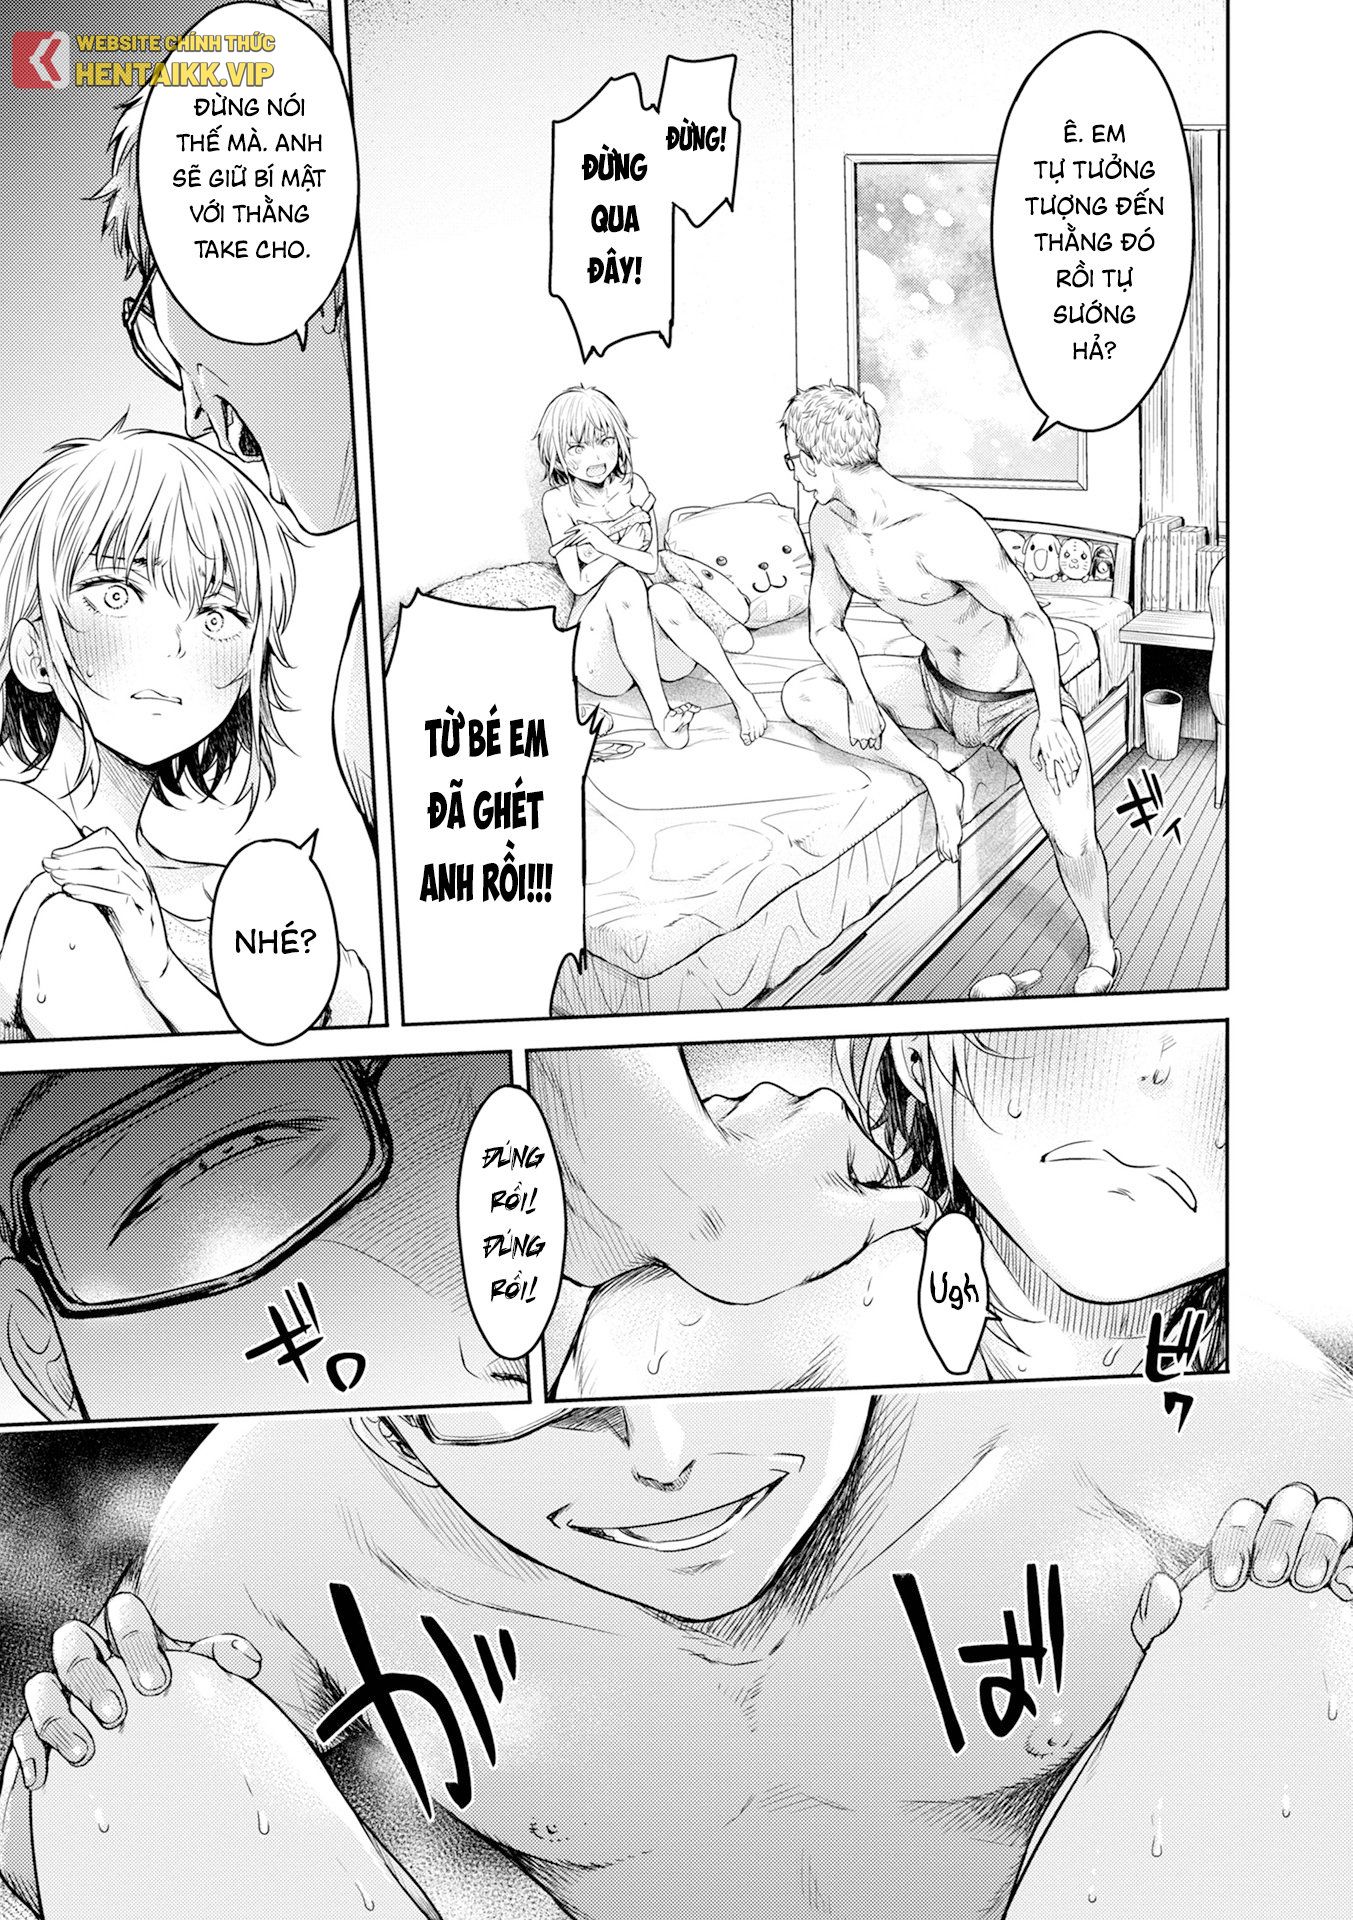 WEBSITE CHÍNH THỨC
HENTAIKK.VIP
Ê. EM
TỰ TƯỞNG
TƯỢNG ĐẾN
THẰNG ĐÓ
RỒI TỰ
SƯỚNG
HẢ?
ĐỪNG!
ĐỪNG
QUA
ĐÂY!
TỪ BÉ EM
ĐÃ GHÉT
ANH RỒI!!!
ĐỪNG NÓI
THẾ MÀ. ANH
SẼ GIỮ BÍ MẬT
VỚI THẰNG
TAKE CHO.
NHÉ?
Ugh
ĐÚNG
RỒI!
ĐÚNG
RỒI!